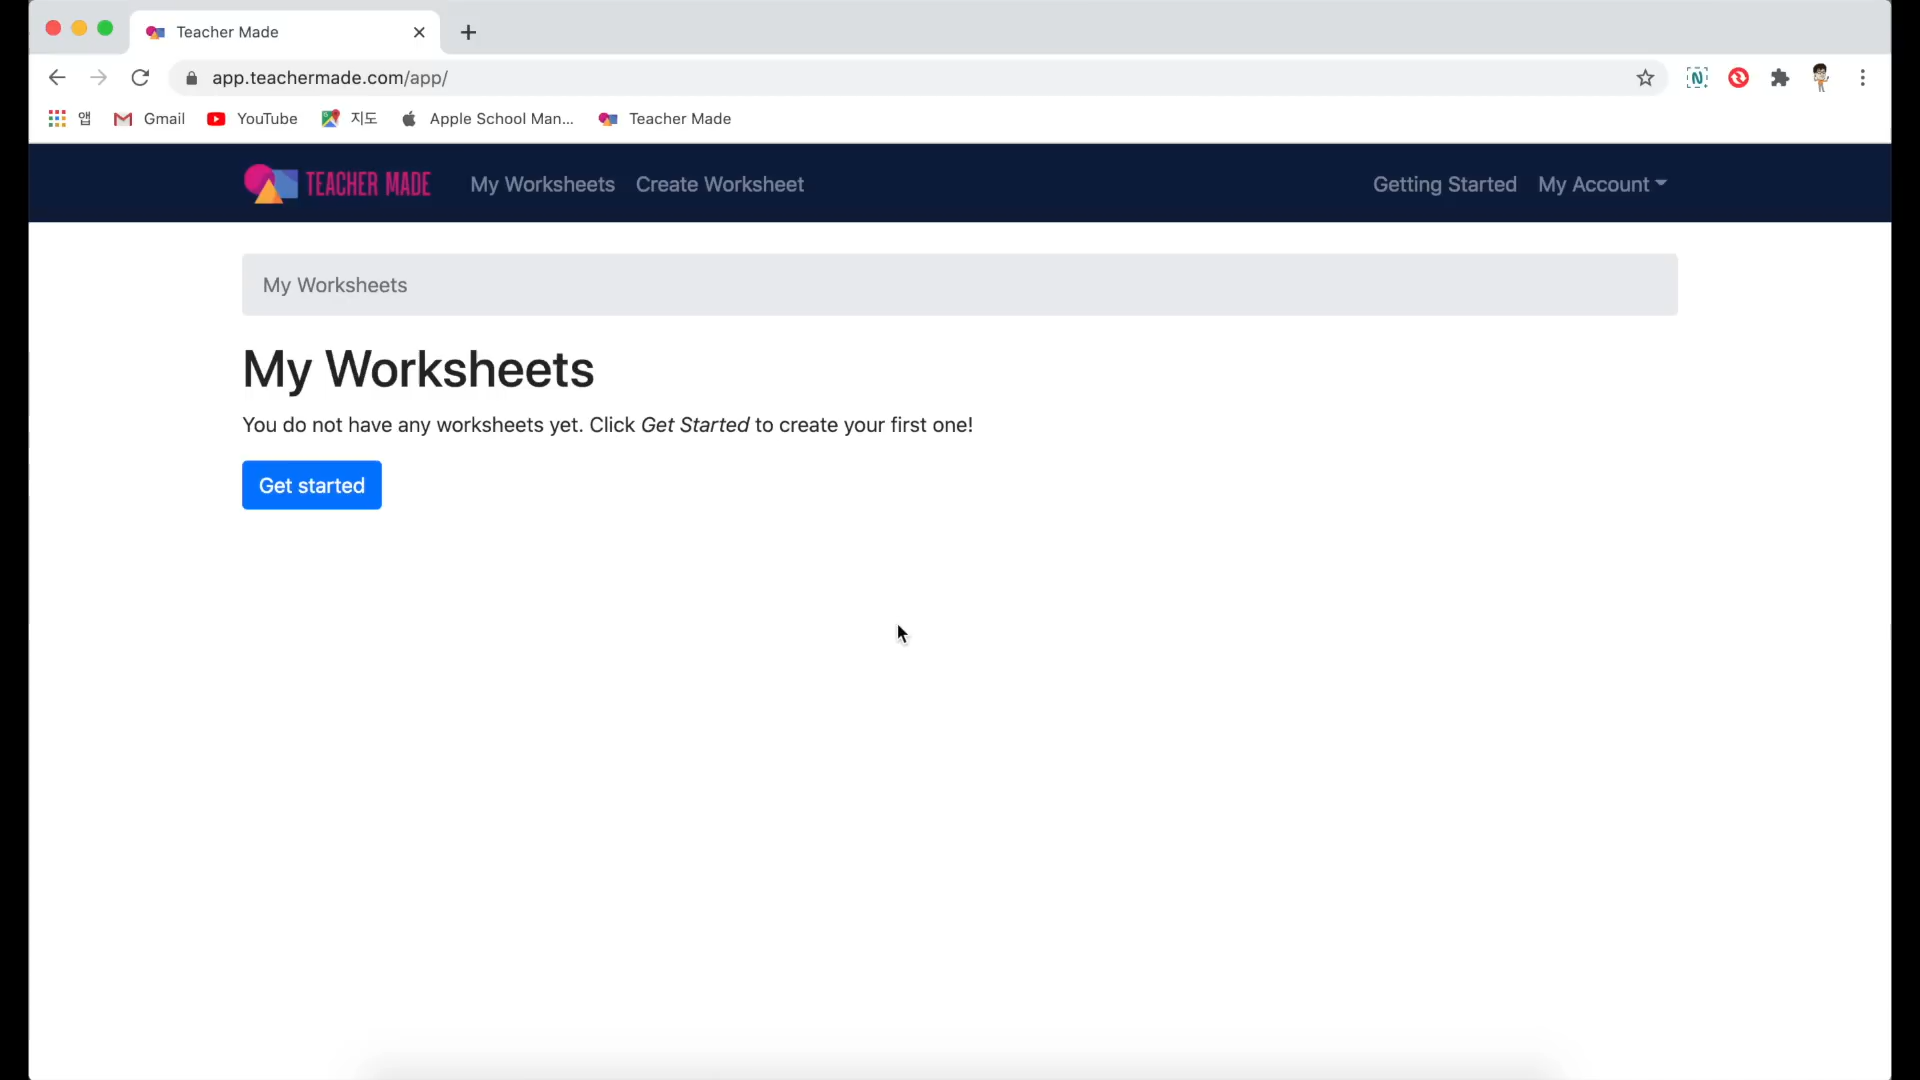 Teacher Made
app.teachermade.com/app/
앱 Gmail YouTube 지도 Apple School Man... Teacher Made
TEACHER MADE My Worksheets Create Worksheet Getting Started My Account
My Worksheets
My Worksheets
You do not have any worksheets yet. Click Get Started to create your first one!
Get started